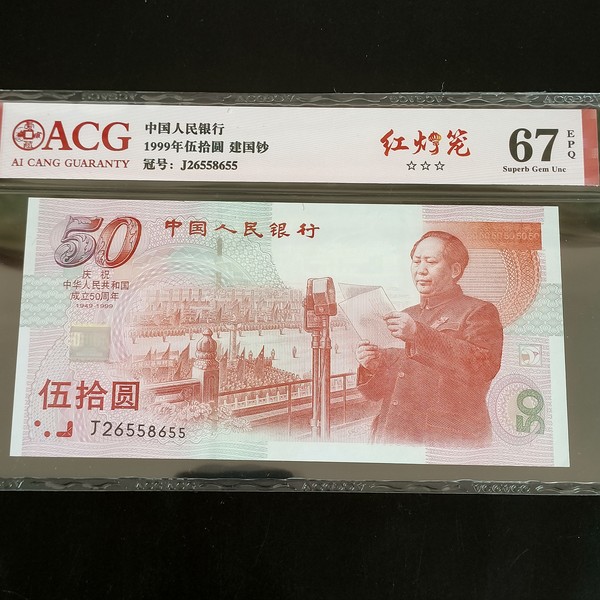 ACG
AI CANG GUARANTY
中国人民银行
1999年伍拾圆 建国钞
冠号: J26558655
红灯笼
☆☆☆
67
EPQ
Superb Gem Unc
50
中国人民银行
庆祝
中华人民共和国
成立50周年
1949-1999
伍拾圆
J26558655
50